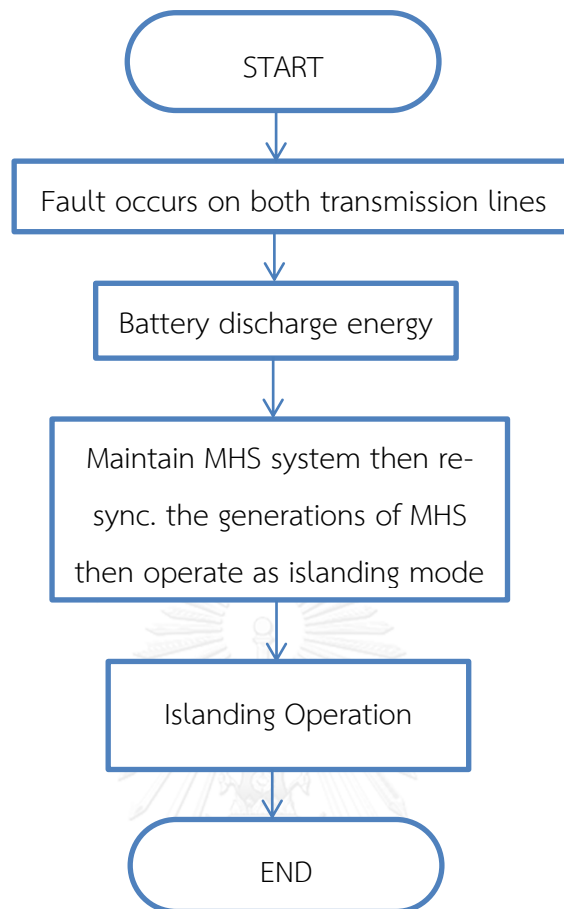 START
Fault occurs on both transmission lines
Battery discharge energy
Maintain MHS system then re-
sync. the generations of MHS
then operate as islanding mode
Islanding Operation
END